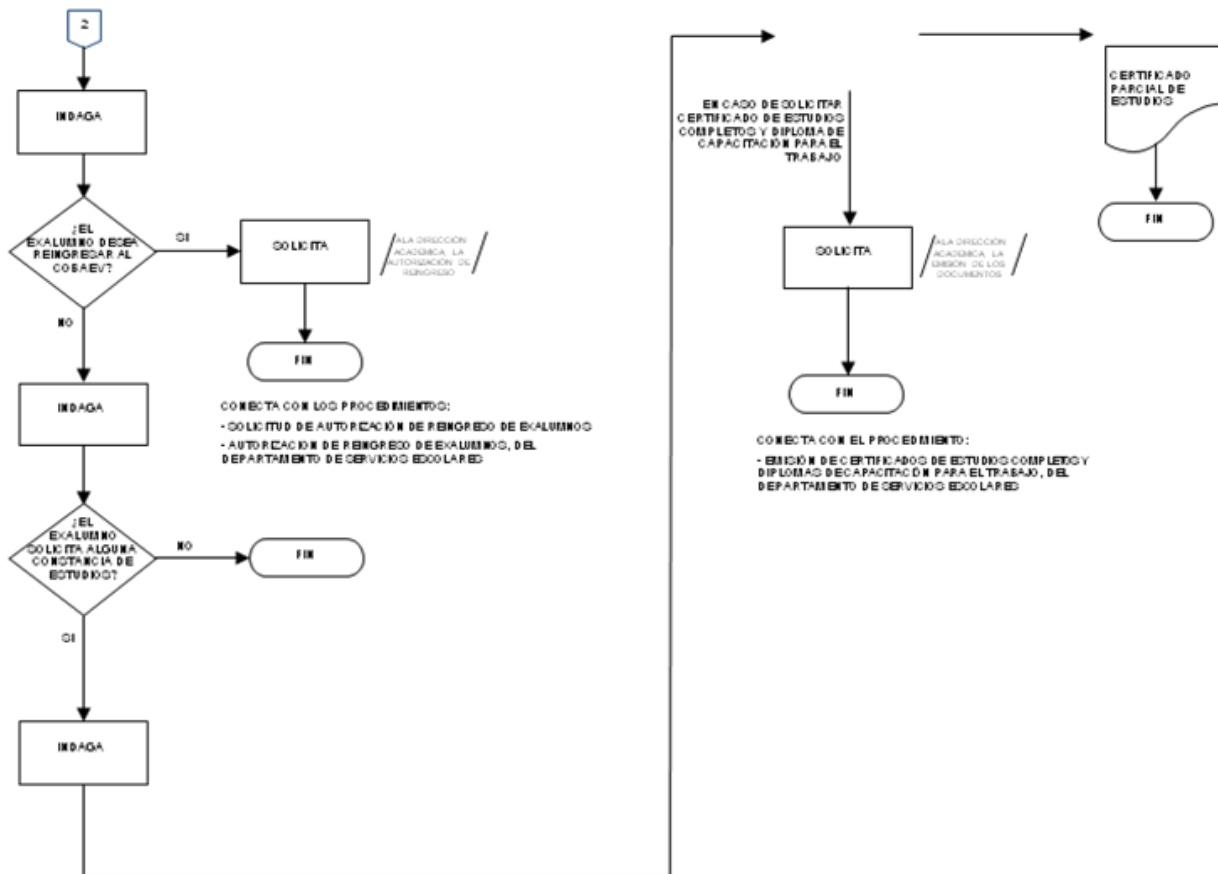 2
INDAGA
¿EL
EXALUMNO DESEA
REINGRESAR AL
COBAEV?
SI
SOLICITA
A LA DIRECCIÓN
ACADEMICA, LA
AUTORIZACIÓN DE
REINGRESO
FIN
NO
INDAGA
CONECTA CON LOS PROCEDIMIENTOS:
- SOLICITUD DE AUTORIZACIÓN DE REINGRESO DE EXALUMNOS
- AUTORIZACION DE REINGRESO DE EXALUMNOS, DEL
DEPARTAMENTO DE SERVICIOS ESCOLARES
¿EL
EXALUMNO
SOLICITA ALGUNA
CONSTANCIA DE
ESTUDIOS?
NO
FIN
SI
INDAGA
EN CASO DE SOLICITAR
CERTIFICADO DE ESTUDIOS
COMPLETOS Y DIPLOMA DE
CAPACITACIÓN PARA EL
TRABAJO
SOLICITA
A LA DIRECCIÓN
ACADEMICA, LA
EMISIÓN DE LOS
DOCUMENTOS
FIN
CONECTA CON EL PROCEDIMIENTO:
- EMISIÓN DE CERTIFICADOS DE ESTUDIOS COMPLETOS Y
DIPLOMAS DE CAPACITACIÓN PARA EL TRABAJO, DEL
DEPARTAMENTO DE SERVICIOS ESCOLARES
CERTIFICADO
PARCIAL DE
ESTUDIOS
FIN